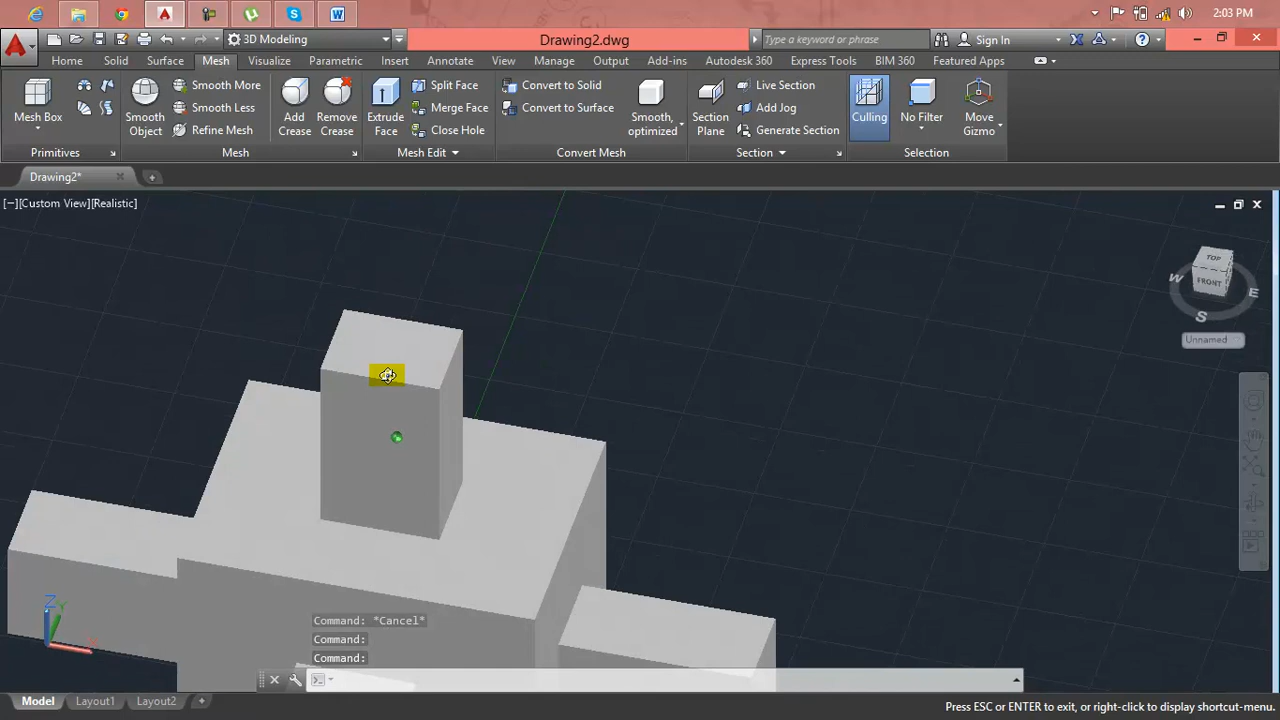 2:03 PM
3D Modeling
Drawing2.dwg
Type a keyword or phrase
Sign In
Home Solid Surface Mesh Visualize Parametric Insert Annotate View Manage Output Add-ins Autodesk 360 Express Tools BIM 360 Featured Apps
Mesh Box
Smooth Object
Smooth More
Smooth Less
Refine Mesh
Add Crease
Remove Crease
Extrude Face
Split Face
Merge Face
Close Hole
Convert to Solid
Convert to Surface
Smooth, optimized
Section Plane
Live Section
Add Jog
Generate Section
Culling
No Filter
Move Gizmo
Primitives Mesh Mesh Edit Convert Mesh Section Selection
Drawing2*
[−][Custom View][Realistic]
TOP
FRONT
W
E
S
Unnamed
Z
Y
X
Command: *Cancel*
Command:
Command:
Model Layout1 Layout2
Press ESC or ENTER to exit, or right-click to display shortcut-menu.